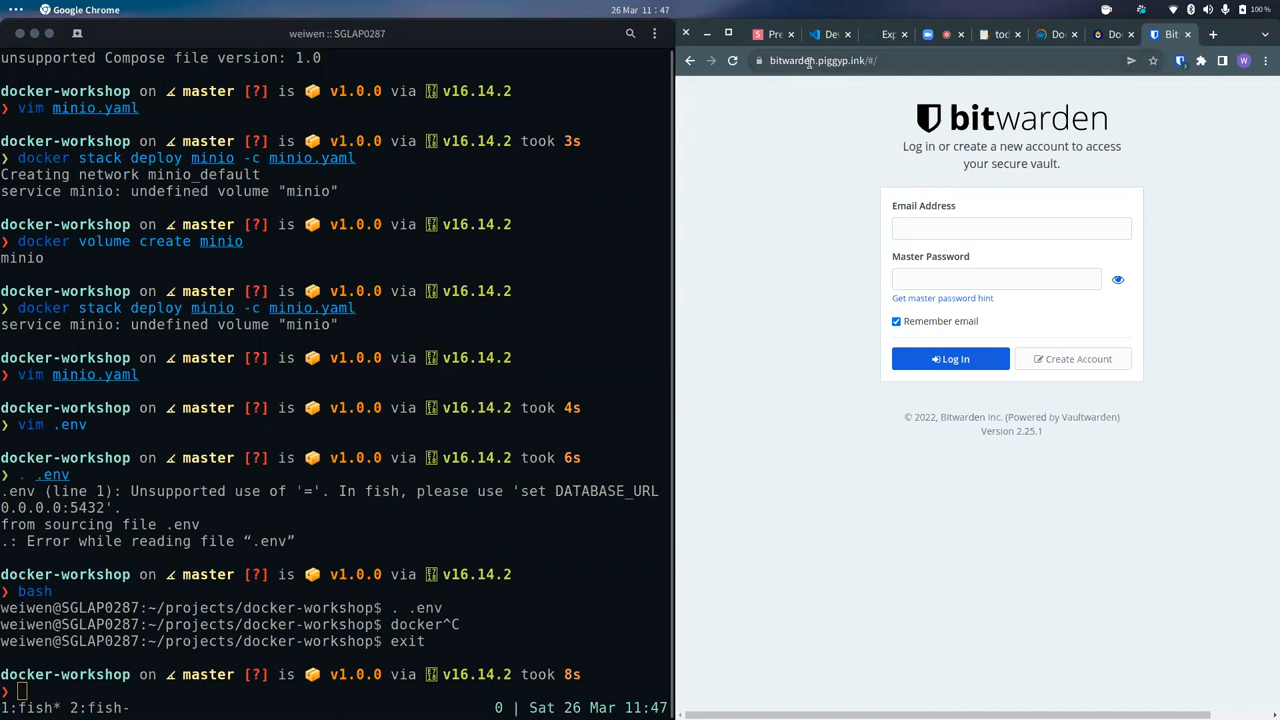 Google Chrome
26 Mar 11:47
100 %
weiwen :: SGLAP0287
unsupported Compose file version: 1.0
docker-workshop on master [?] is v1.0.0 via v16.14.2
❯ vim minio.yaml
docker-workshop on master [?] is v1.0.0 via v16.14.2 took 3s
❯ docker stack deploy minio -c minio.yaml
Creating network minio_default
service minio: undefined volume "minio"
docker-workshop on master [?] is v1.0.0 via v16.14.2
❯ docker volume create minio
minio
docker-workshop on master [?] is v1.0.0 via v16.14.2
❯ docker stack deploy minio -c minio.yaml
service minio: undefined volume "minio"
docker-workshop on master [?] is v1.0.0 via v16.14.2
❯ vim minio.yaml
docker-workshop on master [?] is v1.0.0 via v16.14.2 took 4s
❯ vim .env
docker-workshop on master [?] is v1.0.0 via v16.14.2 took 6s
❯ . .env
.env (line 1): Unsupported use of '='. In fish, please use 'set DATABASE_URL
0.0.0.0:5432'.
from sourcing file .env
.: Error while reading file “.env”
docker-workshop on master [?] is v1.0.0 via v16.14.2
❯ bash
weiwen@SGLAP0287:~/projects/docker-workshop$ . .env
weiwen@SGLAP0287:~/projects/docker-workshop$ docker^C
weiwen@SGLAP0287:~/projects/docker-workshop$ exit
docker-workshop on master [?] is v1.0.0 via v16.14.2 took 8s
❯
1:fish* 2:fish- 0 | Sat 26 Mar 11:47
Pre De Exp too Do Do Bit
bitwarden.piggyp.ink/#/
W
bitwarden
Log in or create a new account to access
your secure vault.
Email Address
Master Password
Get master password hint
Remember email
Log In
Create Account
© 2022, Bitwarden Inc. (Powered by Vaultwarden)
Version 2.25.1